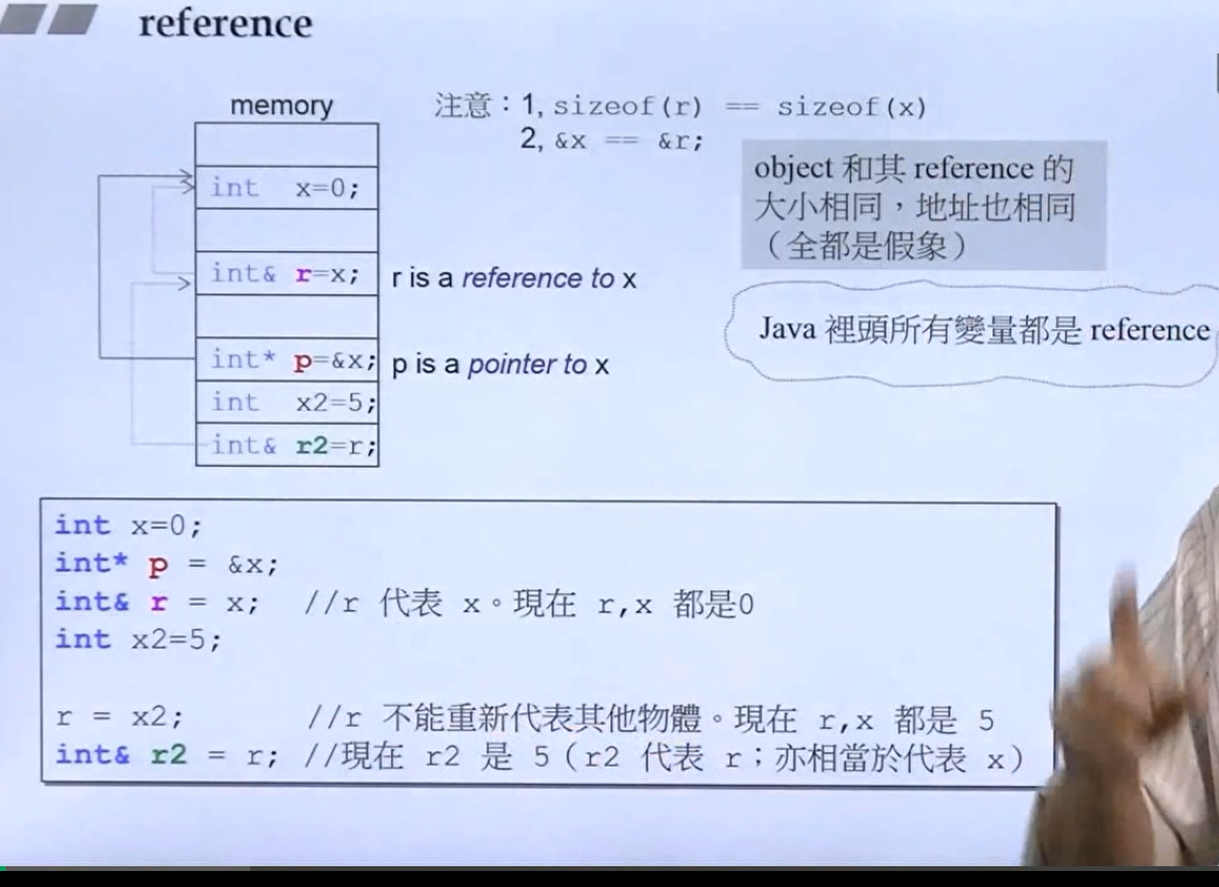 reference
memory
注意：1, sizeof(r) == sizeof(x)
2, &x == &r;
object 和其 reference 的
大小相同，地址也相同
（全都是假象）
Java 裡頭所有變量都是 reference
int x=0;
int& r=x;
r is a reference to x
int* p=&x;
p is a pointer to x
int x2=5;
int& r2=r;
int x=0;
int* p = &x;
int& r = x; //r 代表 x。現在 r,x 都是0
int x2=5;
r = x2; //r 不能重新代表其他物體。現在 r,x 都是 5
int& r2 = r; //現在 r2 是 5（r2 代表 r；亦相當於代表 x）